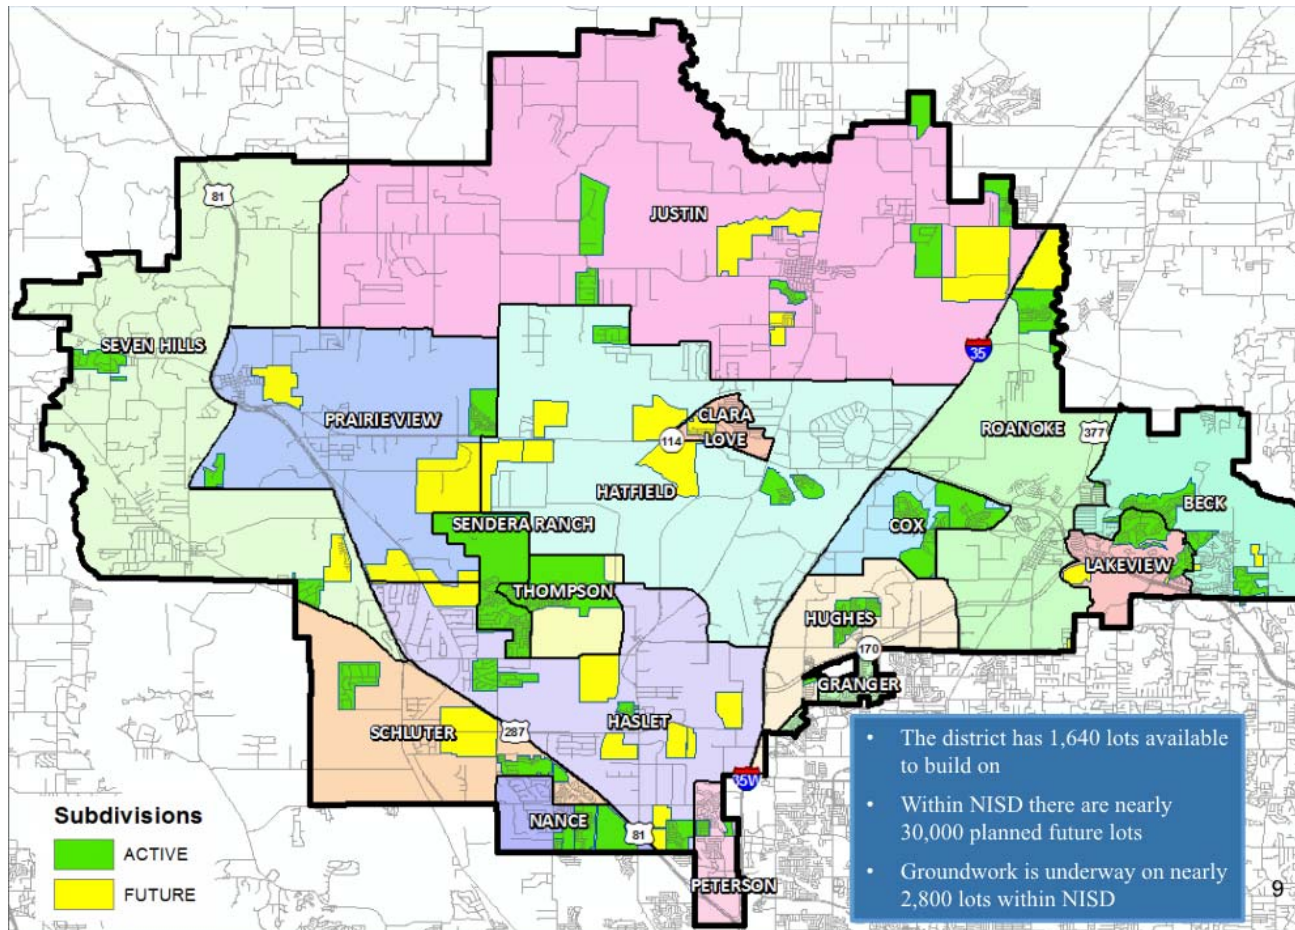 81
JUSTIN
SEVEN HILLS
35
PRAIRIE VIEW
CLARA
LOVE
114
ROANOKE
377
HATFIELD
BECK
SENDERA RANCH
COX
LAKEVIEW
THOMPSON
HUGHES
170
GRANGER
HASLET
SCHLUTER
287
35W
NANCE
81
PETERSON
Subdivisions
ACTIVE
FUTURE
• The district has 1,640 lots available
to build on
• Within NISD there are nearly
30,000 planned future lots
• Groundwork is underway on nearly
2,800 lots within NISD
9